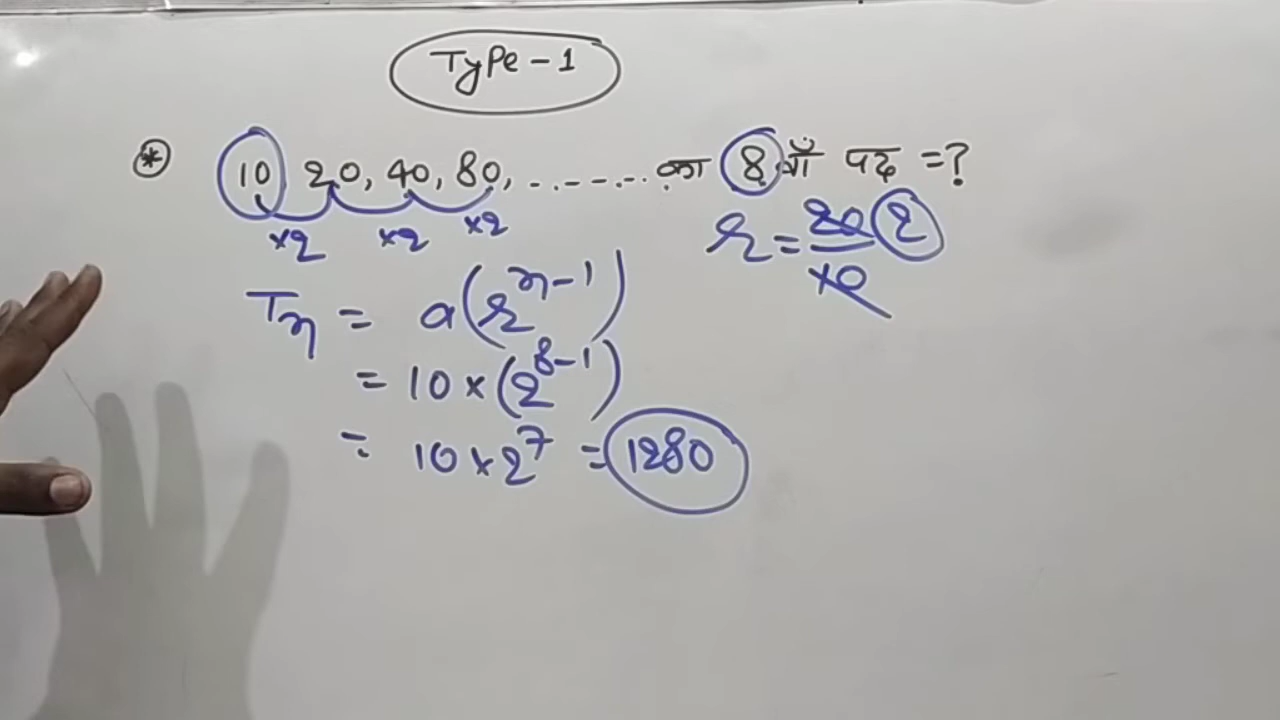 Type-1
* 10 20, 40, 80, ........ का 8 वाँ पद =?
×2 ×2 ×2
r = 20/10 2
Tn = a(r^n-1)
= 10 × (2^8-1)
= 10 × 2^7 = 1280